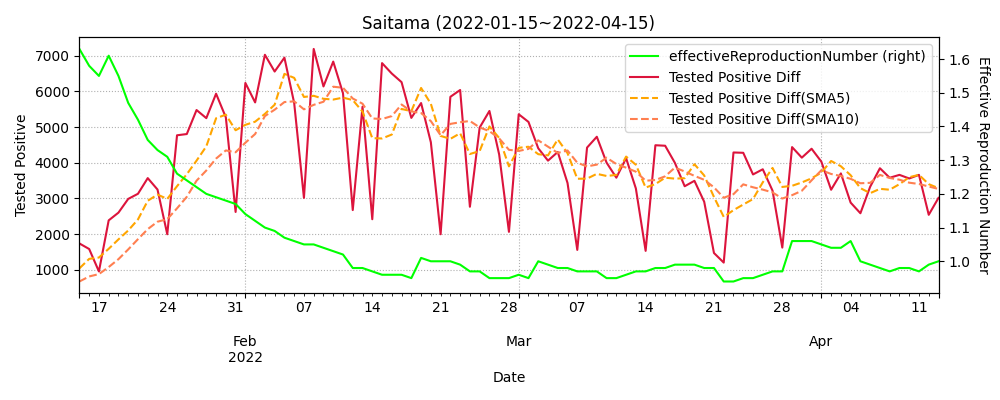 Saitama (2022-01-15~2022-04-15)
effectiveReproductionNumber (right)
Tested Positive Diff
Tested Positive Diff(SMA5)
Tested Positive Diff(SMA10)
Tested Positive
7000
6000
5000
4000
3000
2000
1000
1.6
1.5
1.4
1.3
1.2
1.1
1.0
Effective Reproduction Number
17 24 31 07 14 21 28 07 14 21 28 04 11
Feb Mar Apr
2022
Date